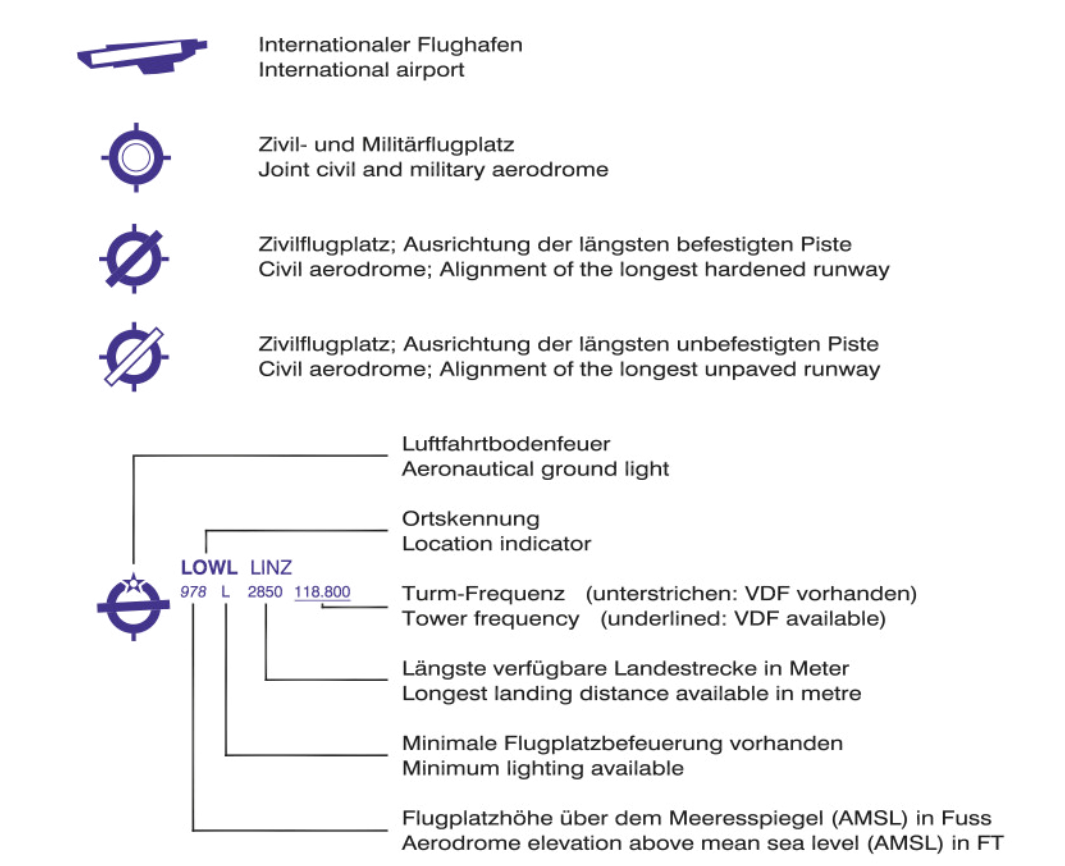 Internationaler Flughafen
International airport
Zivil- und Militärflugplatz
Joint civil and military aerodrome
Zivilflugplatz; Ausrichtung der längsten befestigten Piste
Civil aerodrome; Alignment of the longest hardened runway
Zivilflugplatz; Ausrichtung der längsten unbefestigten Piste
Civil aerodrome; Alignment of the longest unpaved runway
Luftfahrtbodenfeuer
Aeronautical ground light
Ortskennung
Location indicator
LOWL LINZ
978 L 2850 118.800
Turm-Frequenz (unterstrichen: VDF vorhanden)
Tower frequency (underlined: VDF available)
Längste verfügbare Landestrecke in Meter
Longest landing distance available in metre
Minimale Flugplatzbefeuerung vorhanden
Minimum lighting available
Flugplatzhöhe über dem Meeresspiegel (AMSL) in Fuss
Aerodrome elevation above mean sea level (AMSL) in FT